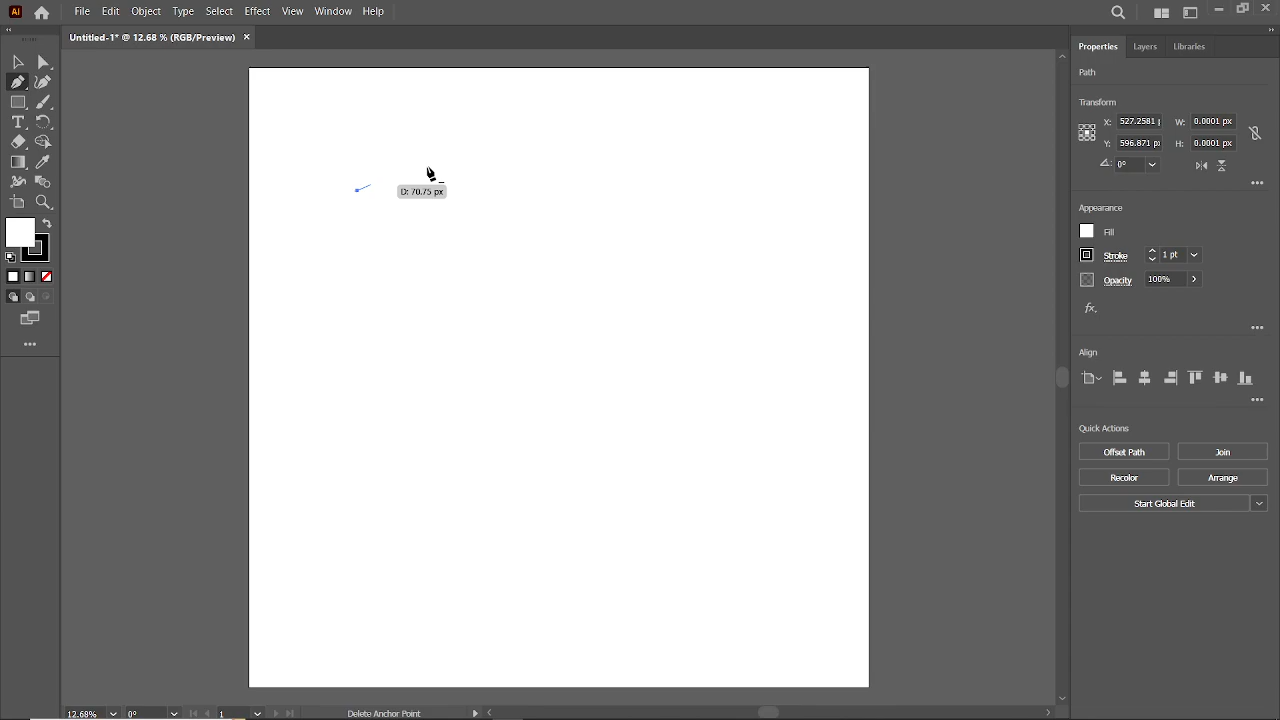 Ai File Edit Object Type Select Effect View Window Help
Untitled-1* @ 12.68 % (RGB/Preview) ×
Properties Layers Libraries
Path
Transform
X: 527.2581 W: 0.0001 px
Y: 596.871 px H: 0.0001 px
0°
Appearance
Fill
Stroke 1 pt
Opacity 100%
fx.
Align
Quick Actions
Offset Path Join
Recolor Arrange
Start Global Edit
D: 70.75 px
12.68% 0° 1 Delete Anchor Point